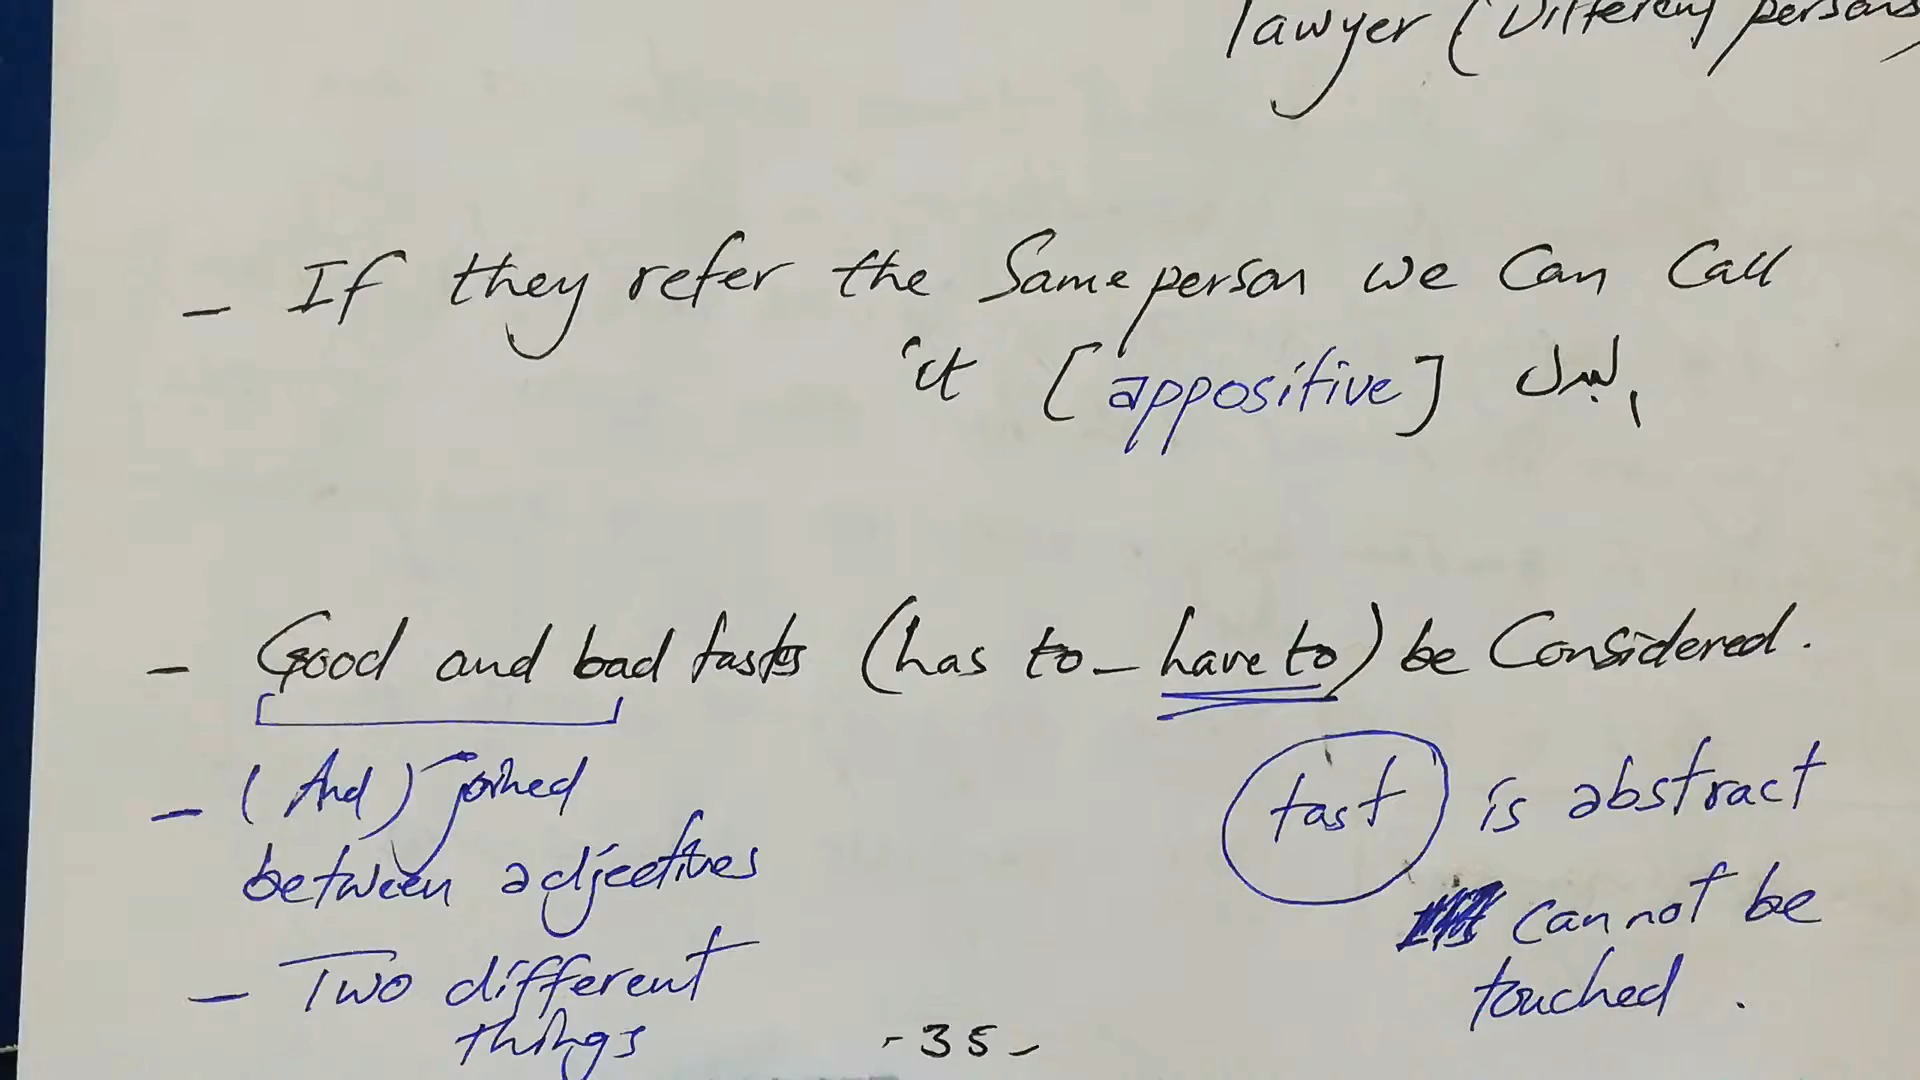 lawyer (Different persons)
- If they refer the Same person we can call
it [appositive] البدل
- Good and bad tasts (has to - have to) be Considered.
- (And) joined
between adjectives
- Two different
things
tast is abstract
can not be
touched .
- 35 -